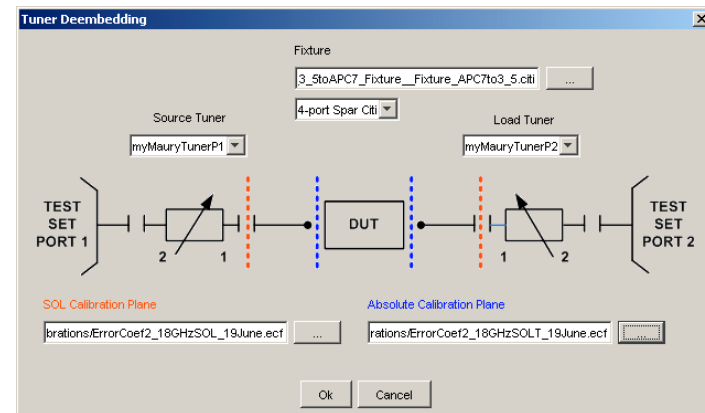 Tuner Deembedding
Fixture
3_5toAPC7_Fixture__Fixture_APC7to3_5.citi
...
4-port Spar Citi
Source Tuner
Load Tuner
myMauryTunerP1
myMauryTunerP2
TEST
SET
PORT 1
2
1
DUT
1
2
TEST
SET
PORT 2
SOL Calibration Plane
Absolute Calibration Plane
brations/ErrorCoef2_18GHzSOL_19June.ecf
...
rations/ErrorCoef2_18GHzSOLT_19June.ecf
...
Ok
Cancel